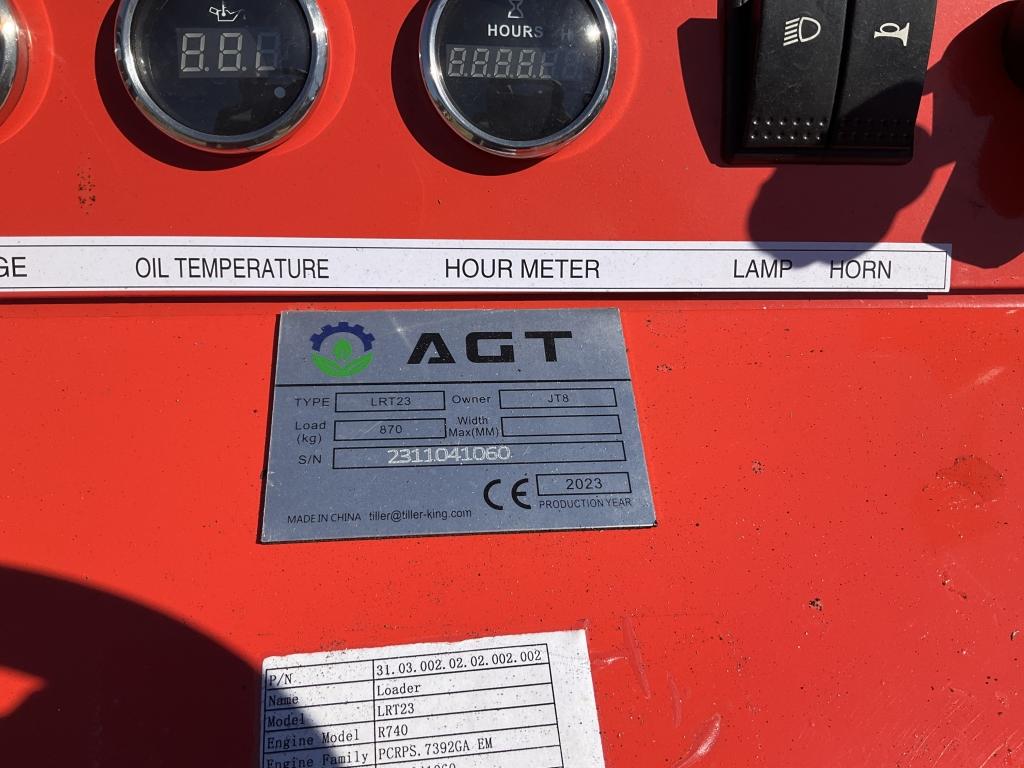 HOURS
GE OIL TEMPERATURE HOUR METER LAMP HORN
AGT
TYPE LRT23 Owner JT8
Load (kg) 870 Width Max(MM)
S/N 2311041060
CE 2023
PRODUCTION YEAR
MADE IN CHINA tiller@tiller-king.com
P/N 31.03.002.02.02.002.002
Name Loader
Model LRT23
Engine Model R740
Engine Family PCRPS.7392GA EM